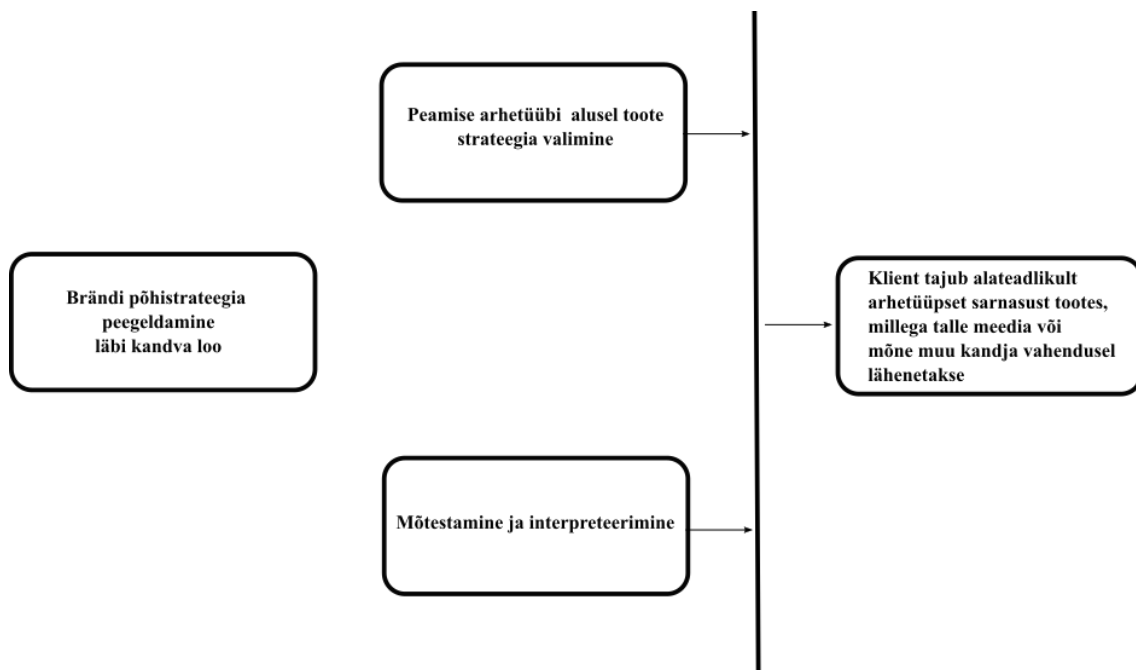 Peamise arhetüübi alusel toote
strateegia valimine
Brändi põhistrateegia
peegeldamine
läbi kandva loo
Klient tajub alateadlikult
arhetüüpset sarnasust tootes,
millega talle meedia või
mõne muu kandja vahendusel
lähenetakse
Mõtestamine ja interpreteerimine